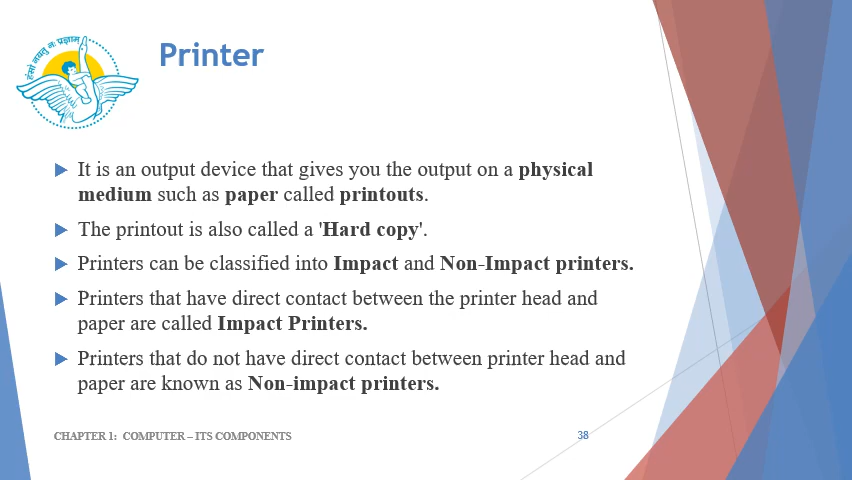 हंसो नयतु नः प्रज्ञाम्
Printer
It is an output device that gives you the output on a physical
medium such as paper called printouts.
The printout is also called a 'Hard copy'.
Printers can be classified into Impact and Non-Impact printers.
Printers that have direct contact between the printer head and
paper are called Impact Printers.
Printers that do not have direct contact between printer head and
paper are known as Non-impact printers.
CHAPTER 1: COMPUTER – ITS COMPONENTS
38